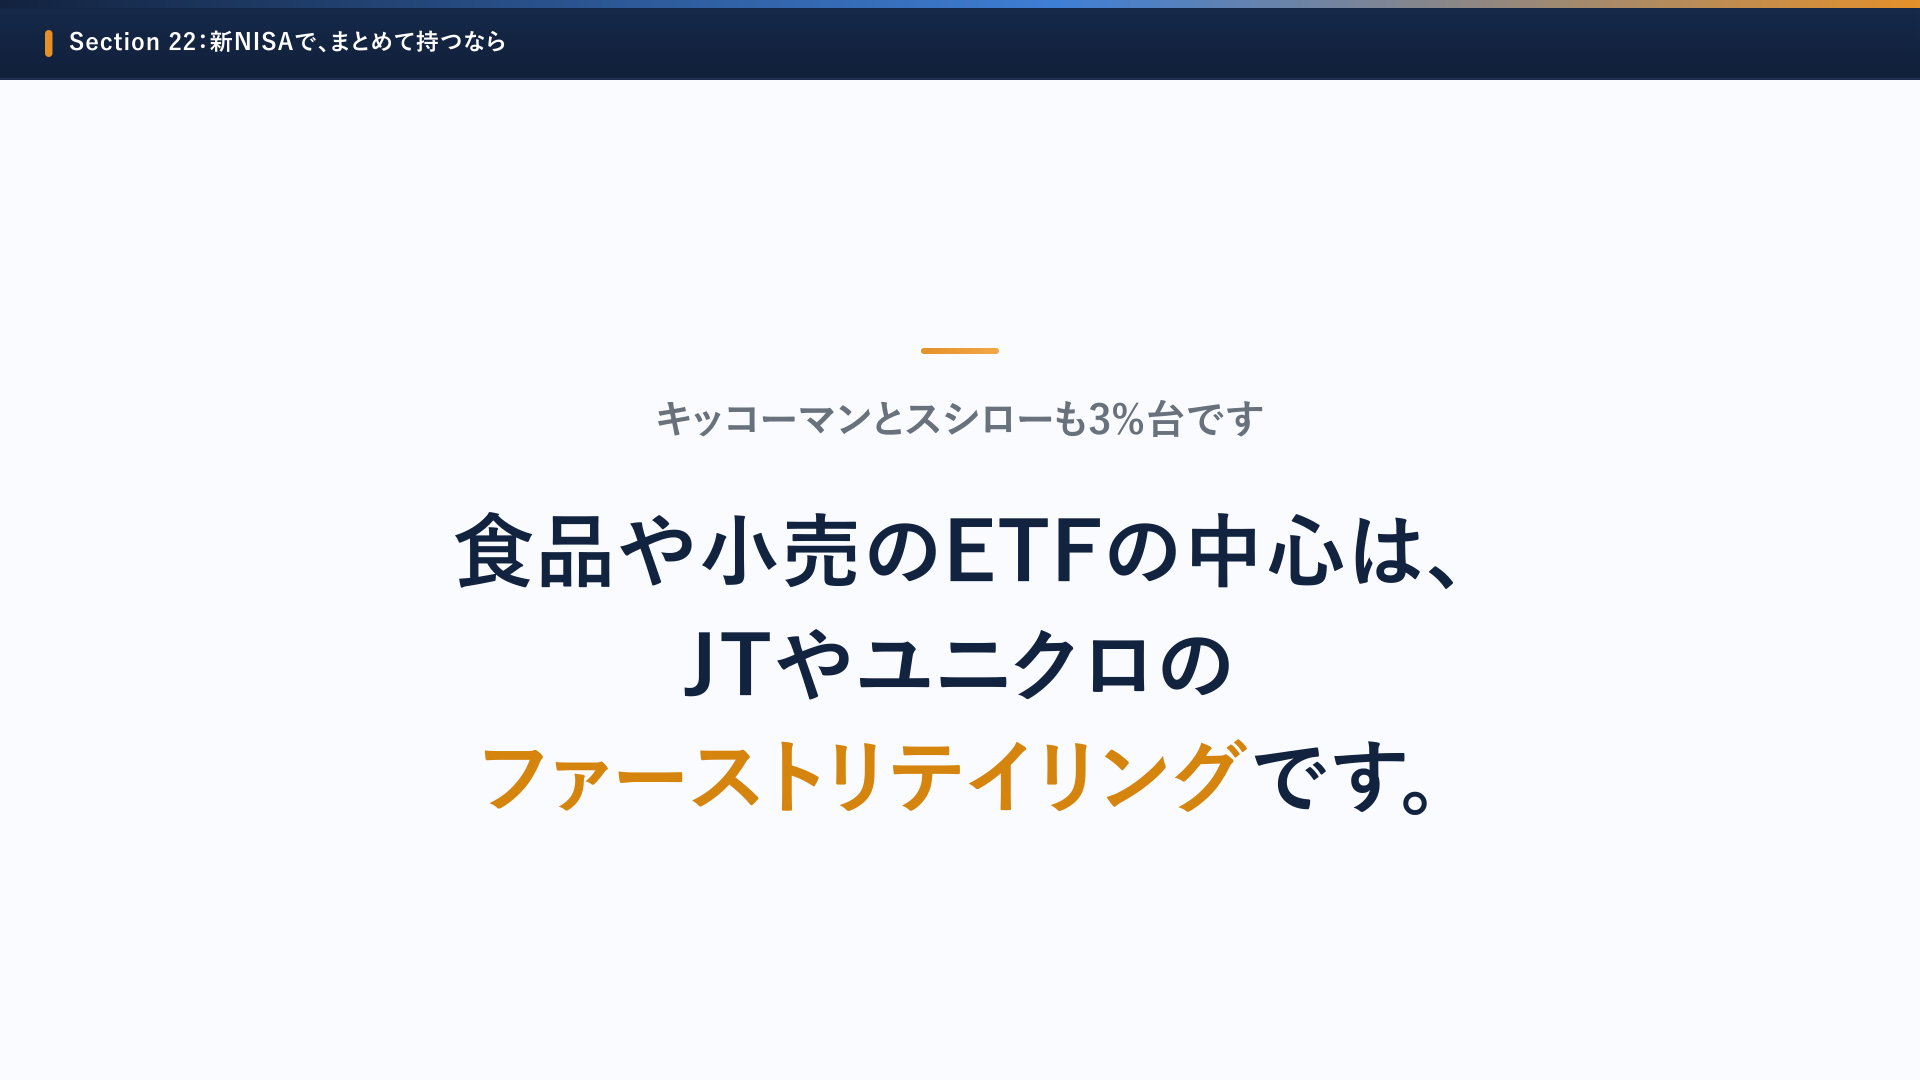 Section 22：新NISAで、まとめて持つなら
キッコーマンとスシローも3%台です
食品や小売のETFの中心は、
JTやユニクロの
ファーストリテイリングです。